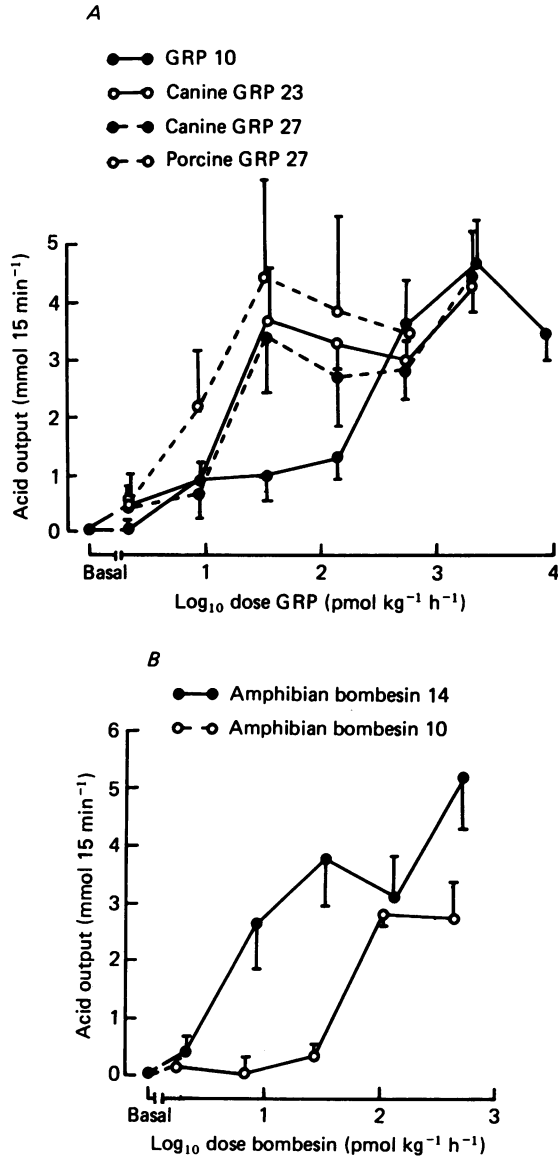 A
GRP 10
Canine GRP 23
Canine GRP 27
Porcine GRP 27
Acid output (mmol 15 min⁻¹)
5
4
3
2
1
0
Basal 1 2 3 4
Log₁₀ dose GRP (pmol kg⁻¹ h⁻¹)
B
Amphibian bombesin 14
Amphibian bombesin 10
Acid output (mmol 15 min⁻¹)
6
5
4
3
2
1
0
Basal 1 2 3
Log₁₀ dose bombesin (pmol kg⁻¹ h⁻¹)